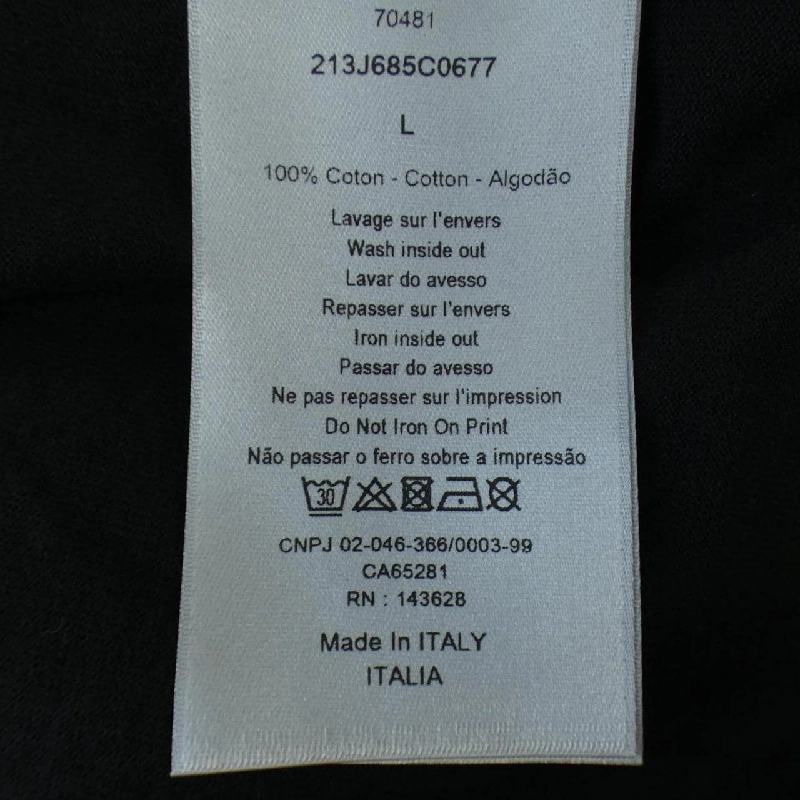 70481
213J685C0677
L
100% Coton - Cotton - Algodão
Lavage sur l'envers
Wash inside out
Lavar do avesso
Repasser sur l'envers
Iron inside out
Passar do avesso
Ne pas repasser sur l'impression
Do Not Iron On Print
Não passar o ferro sobre a impressão
30
CNPJ 02-046-366/0003-99
CA65281
RN : 143628
Made In ITALY
ITALIA